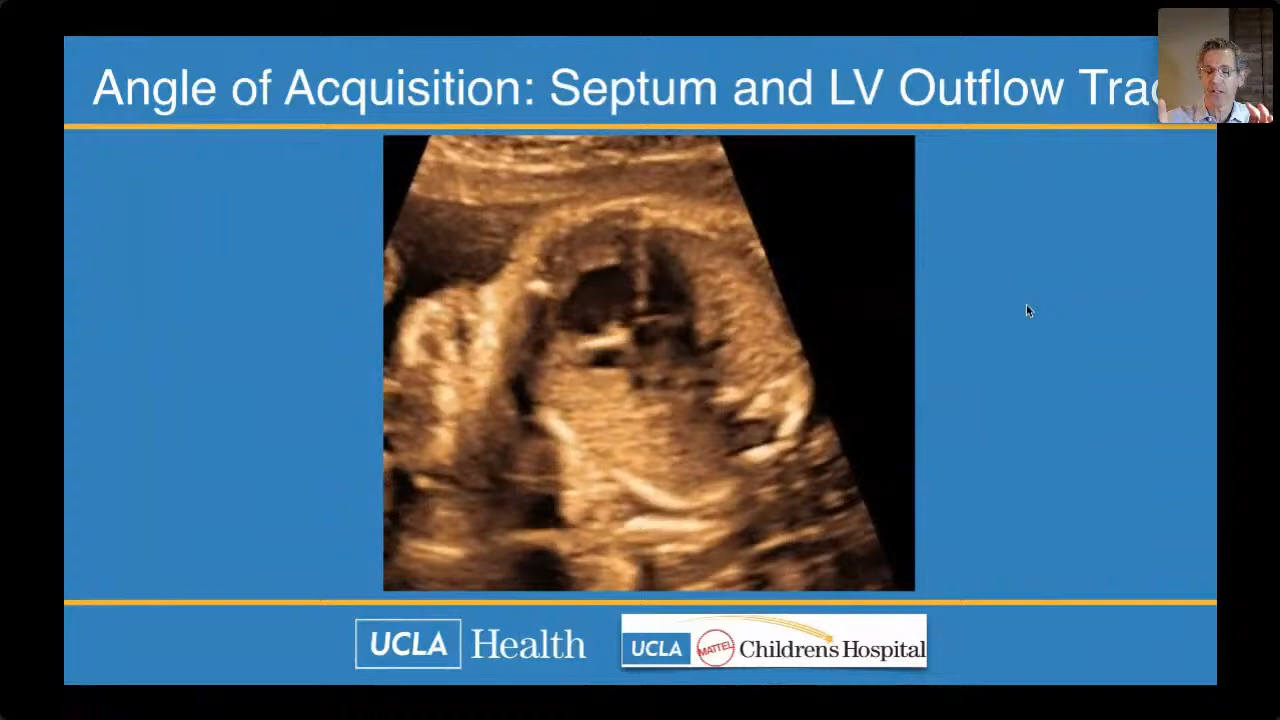 Angle of Acquisition: Septum and LV Outflow Trac
UCLA Health
UCLA MATTEL Childrens Hospital